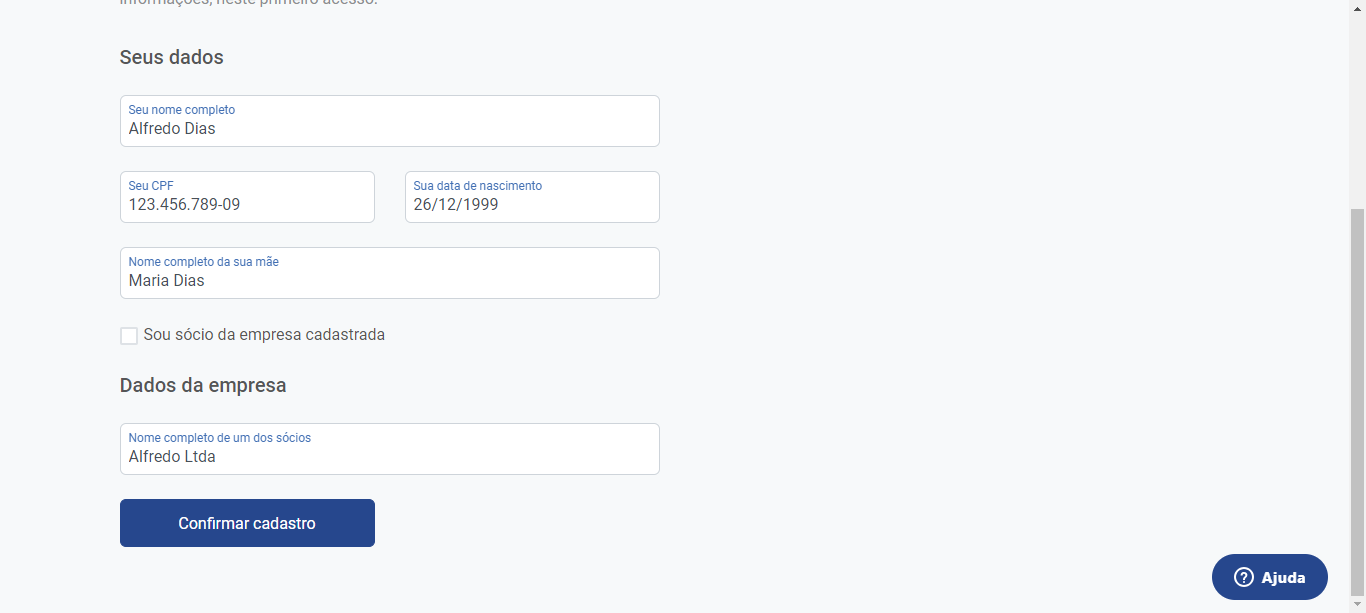 informações, neste primeiro acesso.
Seus dados
Seu nome completo
Alfredo Dias
Seu CPF
123.456.789-09
Sua data de nascimento
26/12/1999
Nome completo da sua mãe
Maria Dias
Sou sócio da empresa cadastrada
Dados da empresa
Nome completo de um dos sócios
Alfredo Ltda
Confirmar cadastro
Ajuda